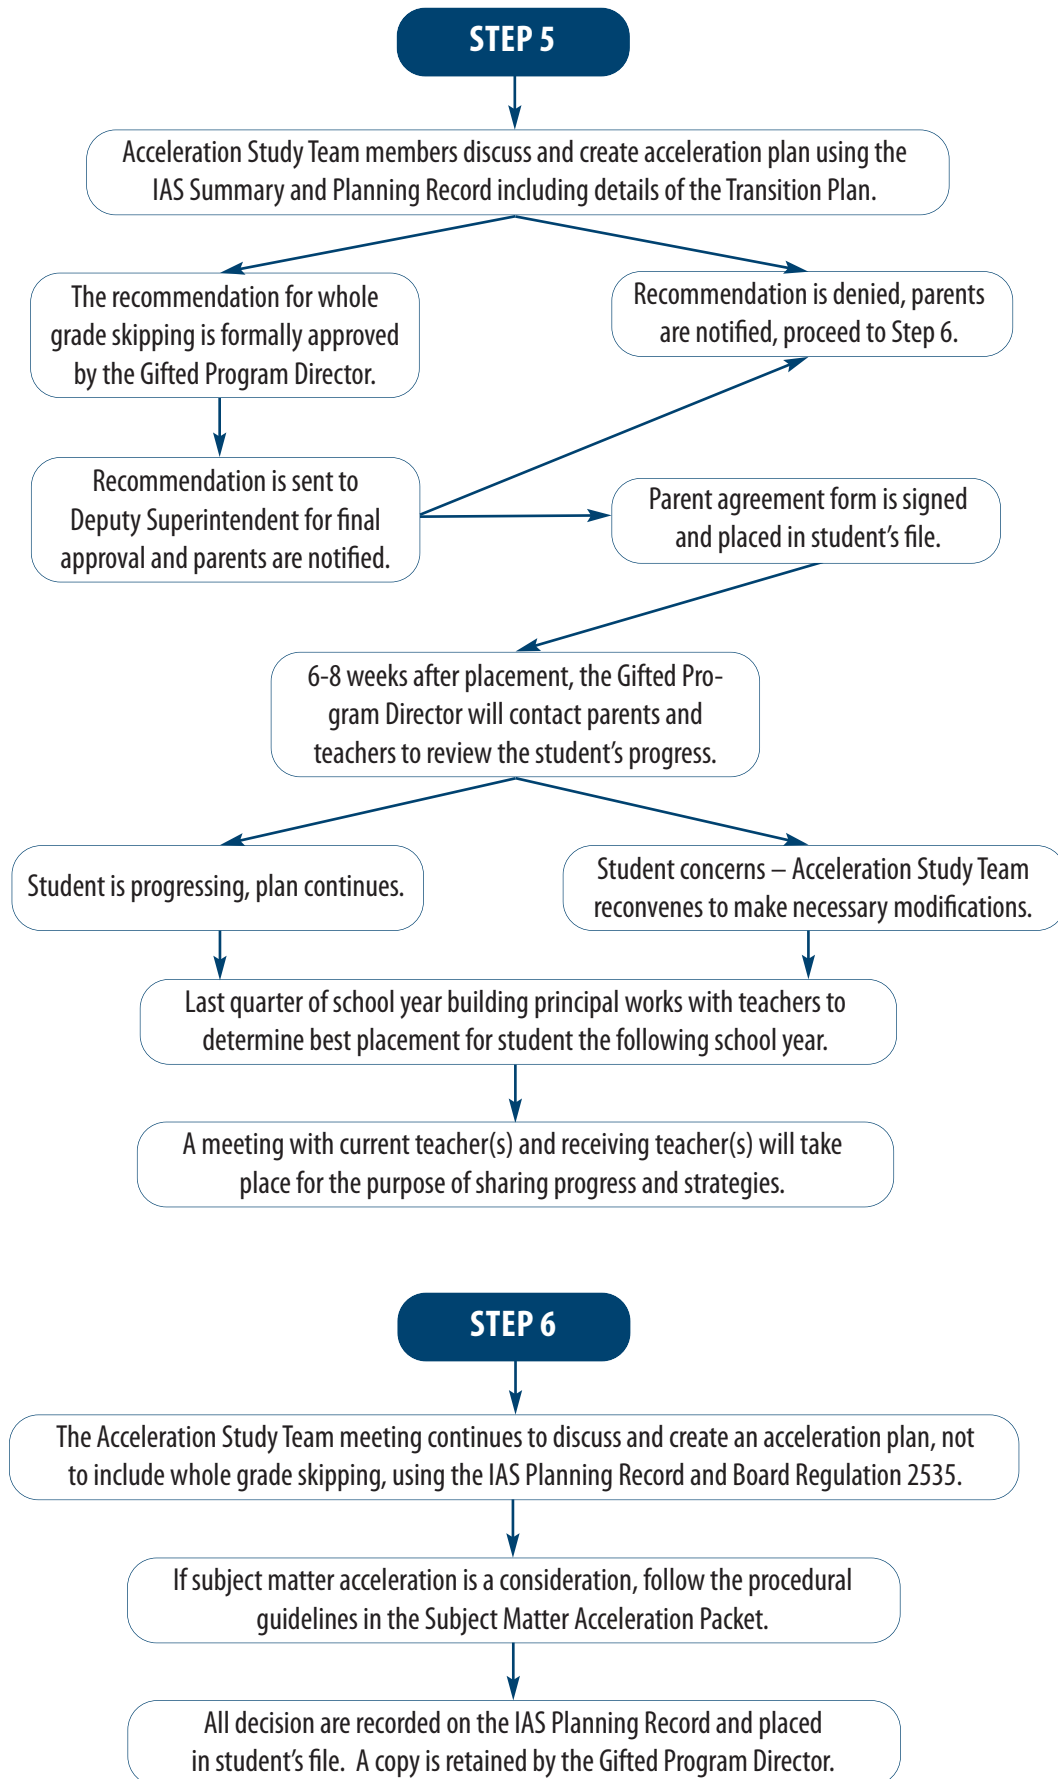 STEP 5
Acceleration Study Team members discuss and create acceleration plan using the
IAS Summary and Planning Record including details of the Transition Plan.
The recommendation for whole
grade skipping is formally approved
by the Gifted Program Director.
Recommendation is denied, parents
are notified, proceed to Step 6.
Recommendation is sent to
Deputy Superintendent for final
approval and parents are notified.
Parent agreement form is signed
and placed in student’s file.
6-8 weeks after placement, the Gifted Pro-
gram Director will contact parents and
teachers to review the student’s progress.
Student is progressing, plan continues.
Student concerns – Acceleration Study Team
reconvenes to make necessary modifications.
Last quarter of school year building principal works with teachers to
determine best placement for student the following school year.
A meeting with current teacher(s) and receiving teacher(s) will take
place for the purpose of sharing progress and strategies.
STEP 6
The Acceleration Study Team meeting continues to discuss and create an acceleration plan, not
to include whole grade skipping, using the IAS Planning Record and Board Regulation 2535.
If subject matter acceleration is a consideration, follow the procedural
guidelines in the Subject Matter Acceleration Packet.
All decision are recorded on the IAS Planning Record and placed
in student’s file.  A copy is retained by the Gifted Program Director.